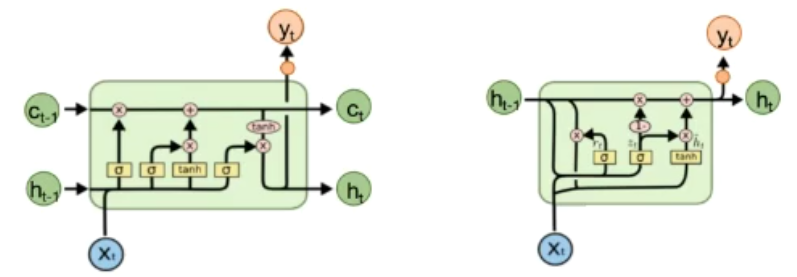 y_t
c_{t-1} × + c_t
tanh
×
σ σ tanh σ
h_{t-1} h_t
x_t
y_t
h_{t-1} × + h_t
1-
× r_t z_t × h̃_t
σ σ tanh
x_t